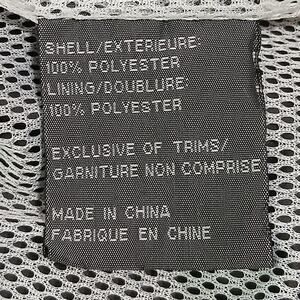 SHELL/EXTERIEURE:
100% POLYESTER
LINING/DOUBLURE:
100% POLYESTER
EXCLUSIVE OF TRIMS/
GARNITURE NON COMPRISE
MADE IN CHINA
FABRIQUE EN CHINE